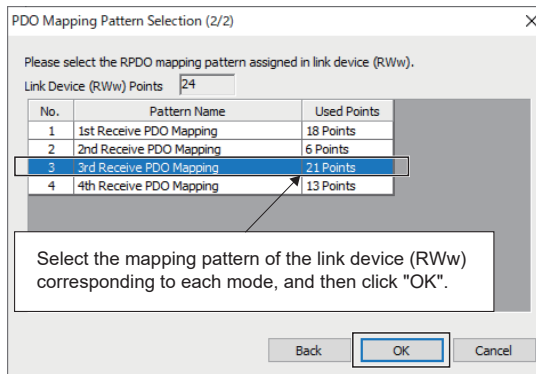 PDO Mapping Pattern Selection (2/2)
Please select the RPDO mapping pattern assigned in link device (RWw).
Link Device (RWw) Points 24
No. Pattern Name Used Points
1 1st Receive PDO Mapping 18 Points
2 2nd Receive PDO Mapping 6 Points
3 3rd Receive PDO Mapping 21 Points
4 4th Receive PDO Mapping 13 Points
Select the mapping pattern of the link device (RWw)
corresponding to each mode, and then click "OK".
Back OK Cancel